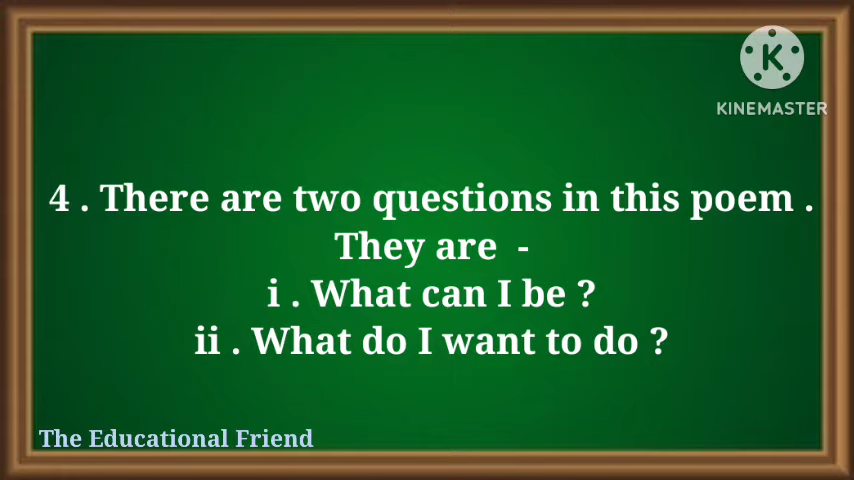 KINEMASTER
4 . There are two questions in this poem .
They are -
i . What can I be ?
ii . What do I want to do ?
The Educational Friend